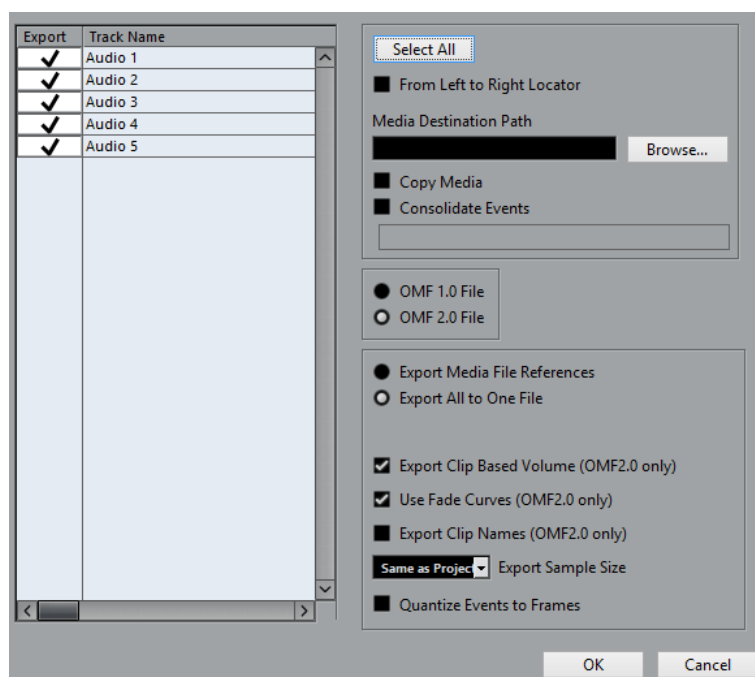 Export Track Name
Audio 1
Audio 2
Audio 3
Audio 4
Audio 5
Select All
From Left to Right Locator
Media Destination Path
Browse...
Copy Media
Consolidate Events
OMF 1.0 File
OMF 2.0 File
Export Media File References
Export All to One File
Export Clip Based Volume (OMF2.0 only)
Use Fade Curves (OMF2.0 only)
Export Clip Names (OMF2.0 only)
Same as Project Export Sample Size
Quantize Events to Frames
OK Cancel